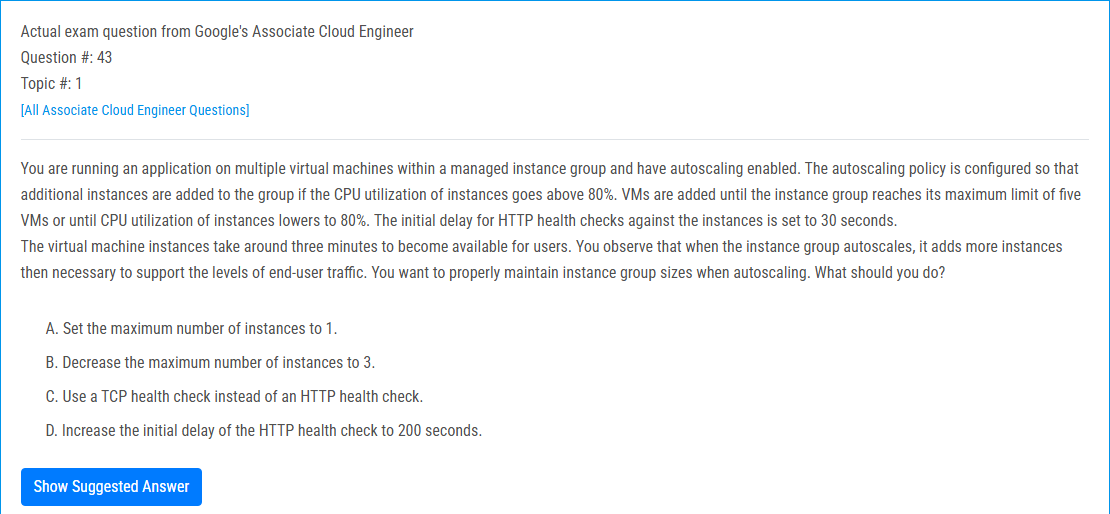 Actual exam question from Google's Associate Cloud Engineer
Question #: 43
Topic #: 1
[All Associate Cloud Engineer Questions]
You are running an application on multiple virtual machines within a managed instance group and have autoscaling enabled. The autoscaling policy is configured so that
additional instances are added to the group if the CPU utilization of instances goes above 80%. VMs are added until the instance group reaches its maximum limit of five
VMs or until CPU utilization of instances lowers to 80%. The initial delay for HTTP health checks against the instances is set to 30 seconds.
The virtual machine instances take around three minutes to become available for users. You observe that when the instance group autoscales, it adds more instances
then necessary to support the levels of end-user traffic. You want to properly maintain instance group sizes when autoscaling. What should you do?
A. Set the maximum number of instances to 1.
B. Decrease the maximum number of instances to 3.
C. Use a TCP health check instead of an HTTP health check.
D. Increase the initial delay of the HTTP health check to 200 seconds.
Show Suggested Answer